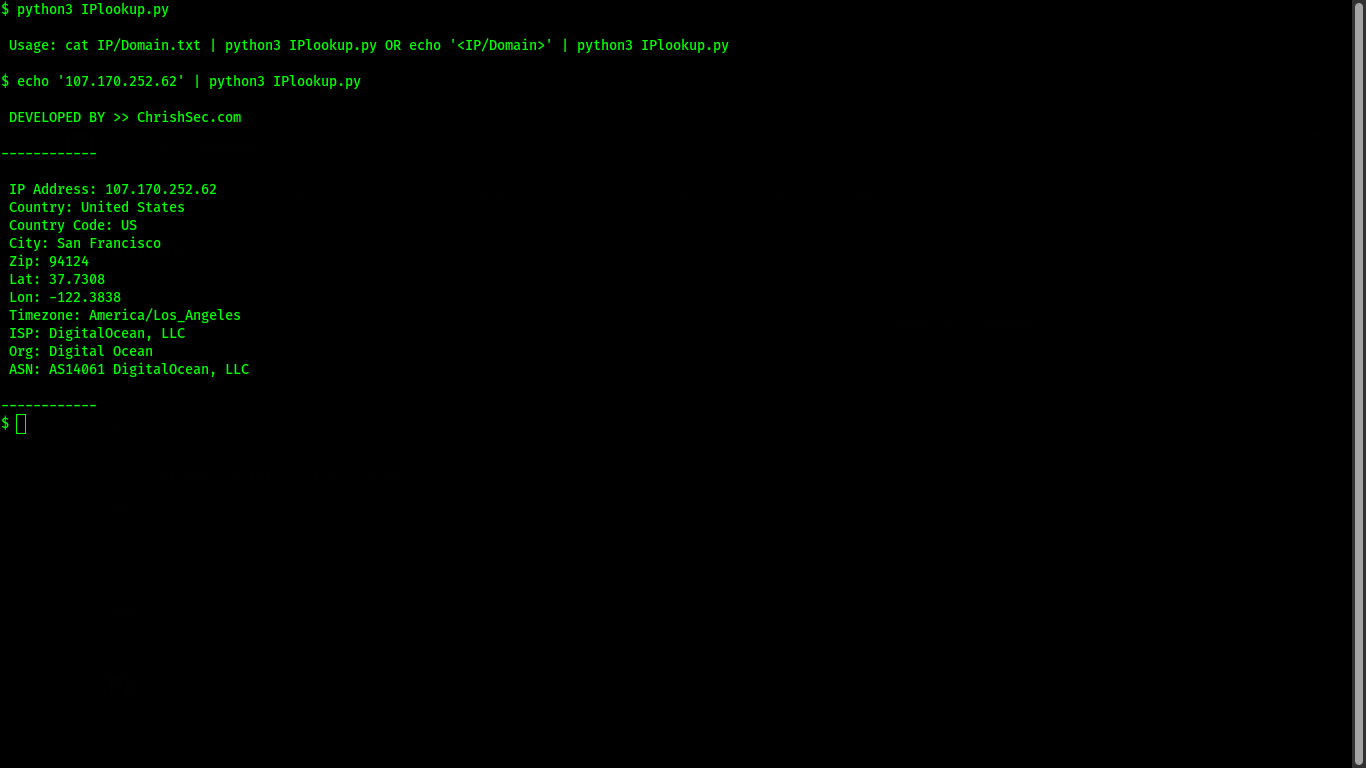 $ python3 IPlookup.py
Usage: cat IP/Domain.txt | python3 IPlookup.py OR echo '<IP/Domain>' | python3 IPlookup.py
$ echo '107.170.252.62' | python3 IPlookup.py
DEVELOPED BY >> ChrishSec.com
------------
IP Address: 107.170.252.62
Country: United States
Country Code: US
City: San Francisco
Zip: 94124
Lat: 37.7308
Lon: -122.3838
Timezone: America/Los_Angeles
ISP: DigitalOcean, LLC
Org: Digital Ocean
ASN: AS14061 DigitalOcean, LLC
------------
$